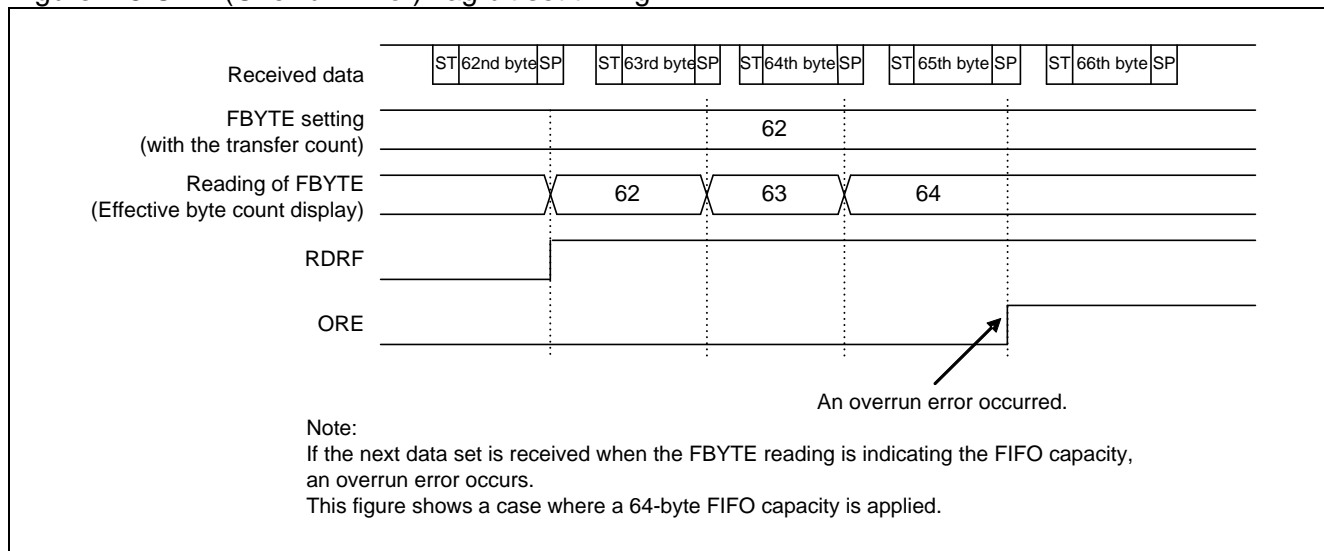 Received data
ST 62nd byte SP ST 63rd byte SP ST 64th byte SP ST 65th byte SP ST 66th byte SP
FBYTE setting
(with the transfer count)
62
Reading of FBYTE
(Effective byte count display)
62 63 64
RDRF
ORE
An overrun error occurred.
Note:
If the next data set is received when the FBYTE reading is indicating the FIFO capacity,
an overrun error occurs.
This figure shows a case where a 64-byte FIFO capacity is applied.